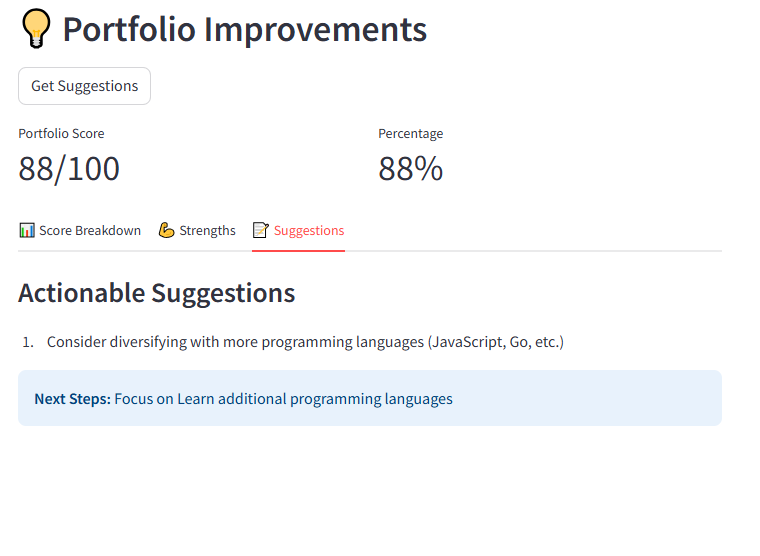 Portfolio Improvements
Get Suggestions
Portfolio Score
Percentage
88/100
88%
Score Breakdown
Strengths
Suggestions
Actionable Suggestions
1. Consider diversifying with more programming languages (JavaScript, Go, etc.)
Next Steps: Focus on Learn additional programming languages